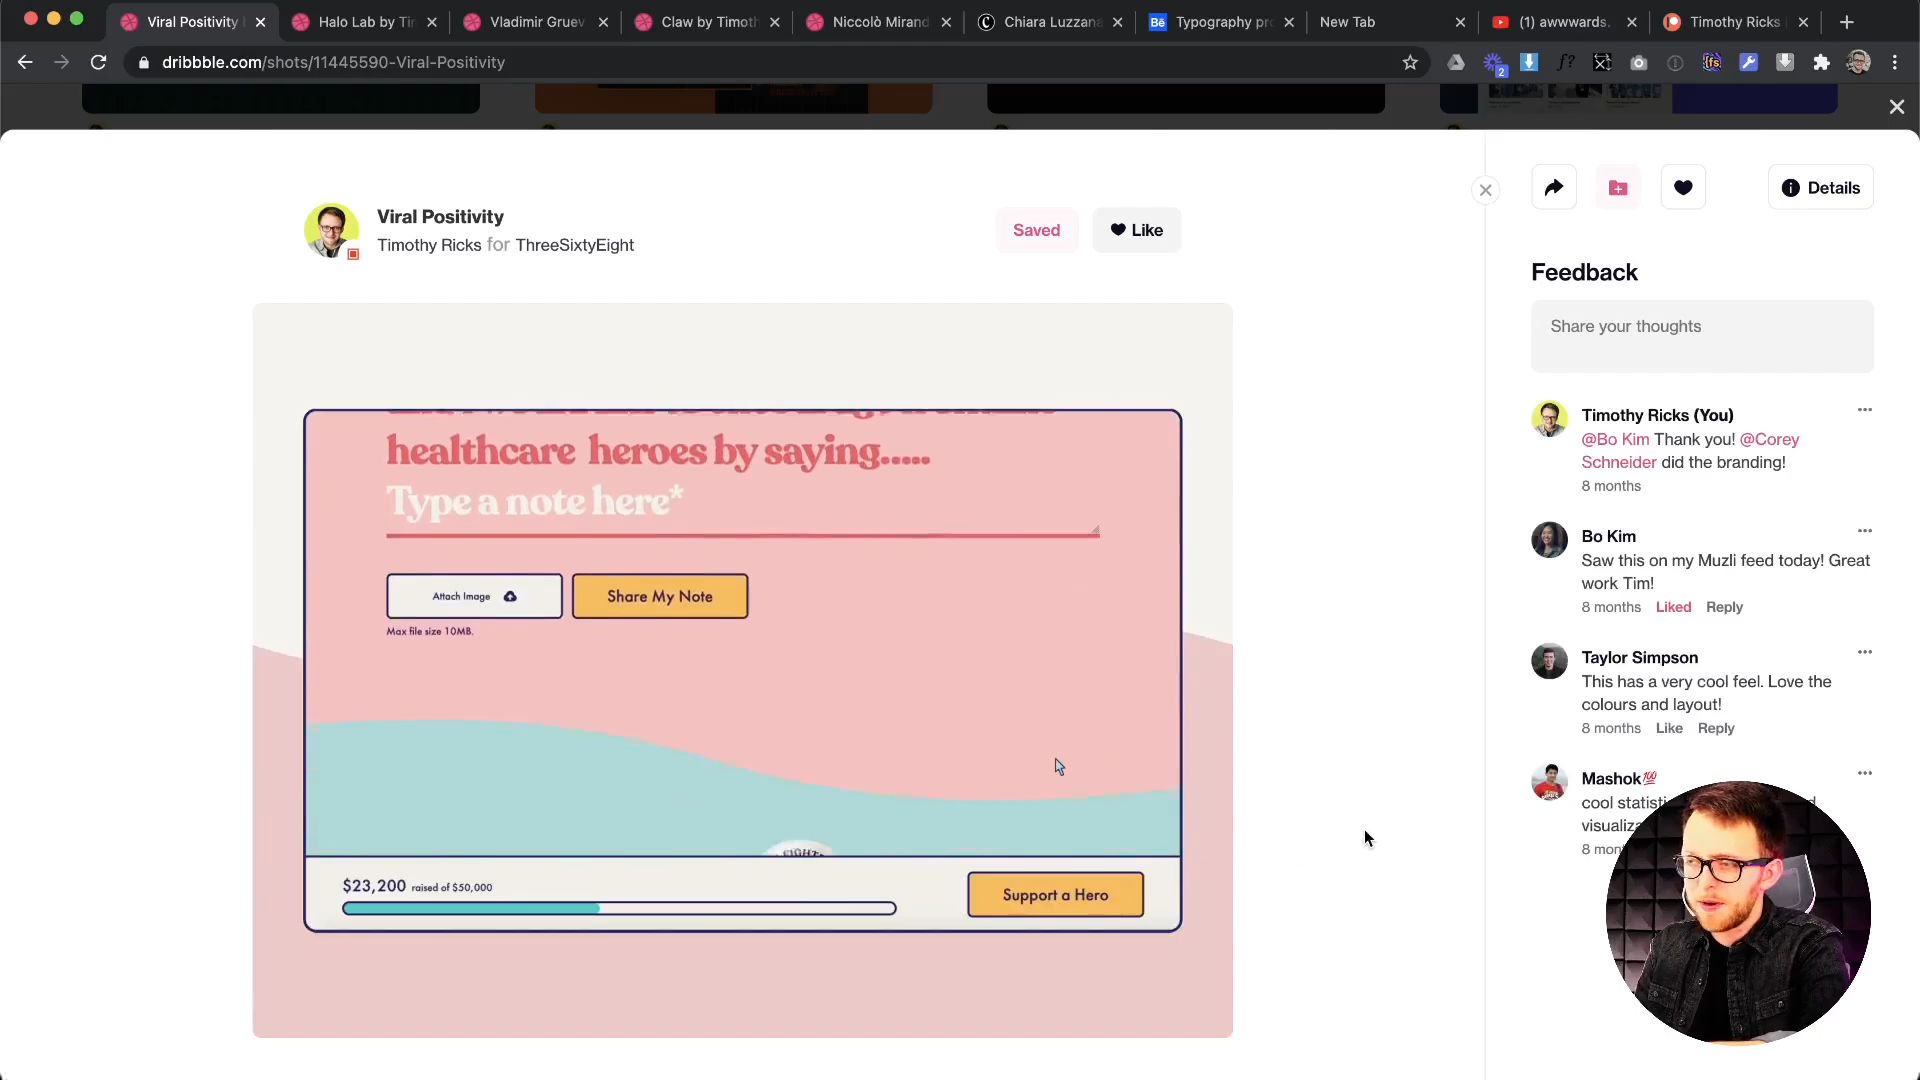 Viral Positivity
Halo Lab by Tir
Vladimir Gruev
Claw by Timoth
Niccolò Mirand
Chiara Luzzana
Typography pr
New Tab
(1) awwwards.
Timothy Ricks
dribbble.com/shots/11445590-Viral-Positivity
2
Viral Positivity
Timothy Ricks for ThreeSixtyEight
Saved
Like
Details
healthcare heroes by saying.....
Type a note here*
Attach Image
Share My Note
Max file size 10MB.
$23,200 raised of $50,000
Support a Hero
Feedback
Share your thoughts
Timothy Ricks (You)
@Bo Kim Thank you! @Corey
Schneider did the branding!
8 months
Bo Kim
Saw this on my Muzli feed today! Great
work Tim!
8 months Liked Reply
Taylor Simpson
This has a very cool feel. Love the
colours and layout!
8 months Like Reply
Mashok💯
cool statisti
visualiza
8 mon